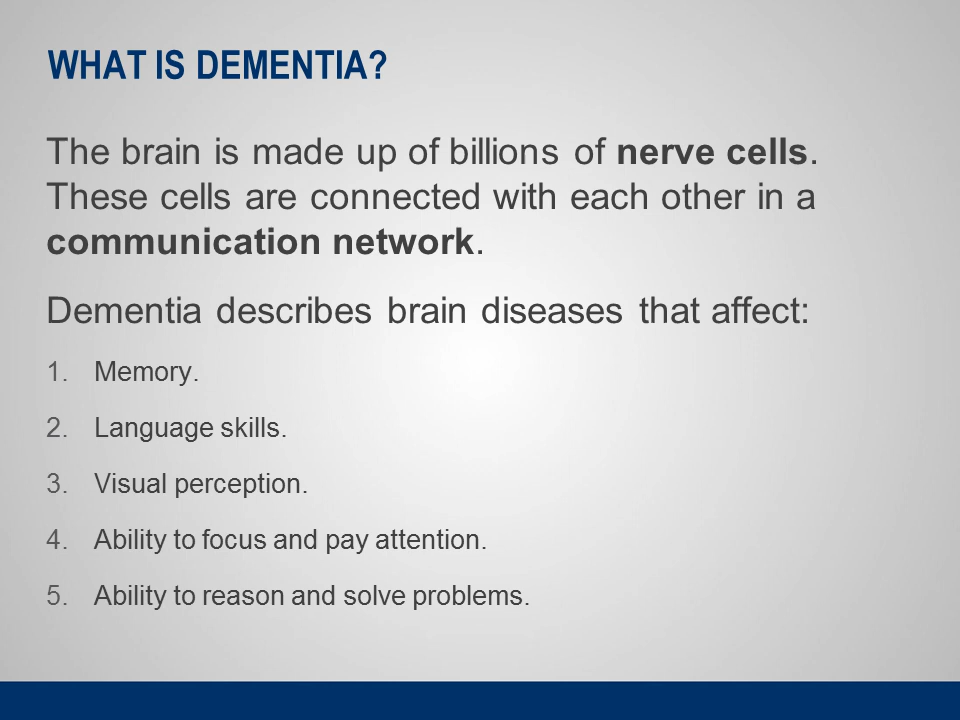 WHAT IS DEMENTIA?
The brain is made up of billions of nerve cells.
These cells are connected with each other in a
communication network.
Dementia describes brain diseases that affect:
1. Memory.
2. Language skills.
3. Visual perception.
4. Ability to focus and pay attention.
5. Ability to reason and solve problems.